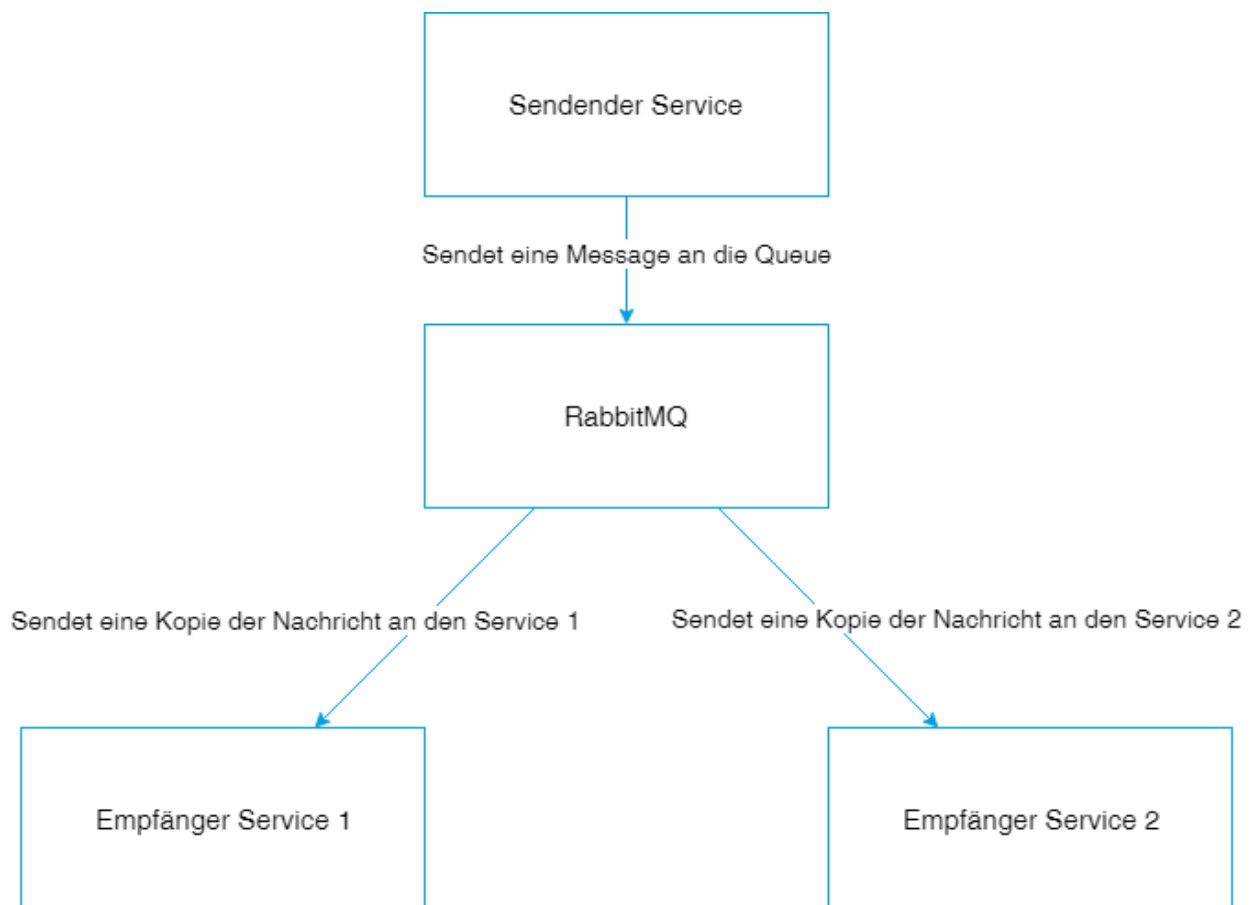 Sendender Service
Sendet eine Message an die Queue
RabbitMQ
Sendet eine Kopie der Nachricht an den Service 1
Sendet eine Kopie der Nachricht an den Service 2
Empfänger Service 1
Empfänger Service 2